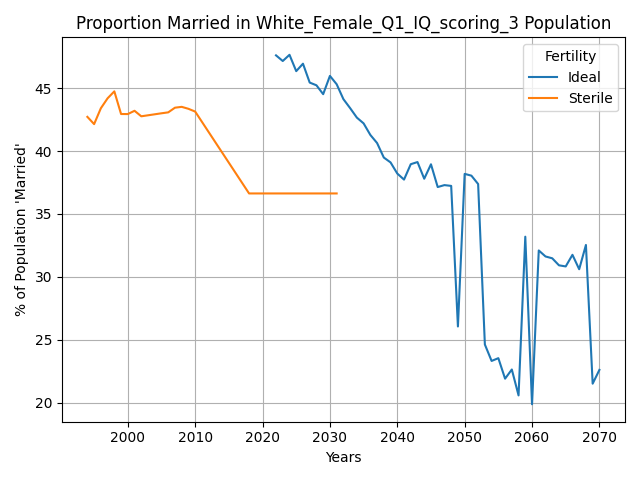 Proportion Married in White_Female_Q1_IQ_scoring_3 Population
Fertility
Ideal
Sterile
% of Population 'Married'
45
40
35
30
25
20
2000 2010 2020 2030 2040 2050 2060 2070
Years